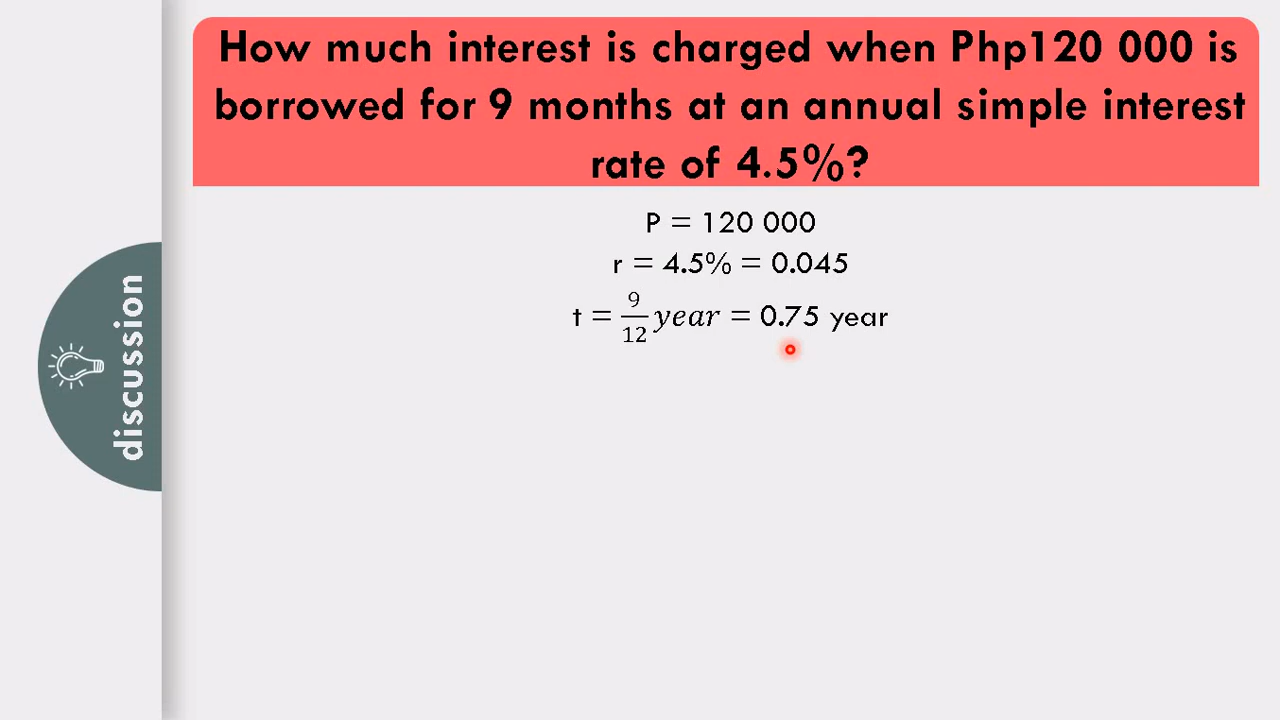 How much interest is charged when Php120 000 is
borrowed for 9 months at an annual simple interest
rate of 4.5%?
P = 120 000
r = 4.5% = 0.045
t = 9/12 year = 0.75 year
discussion